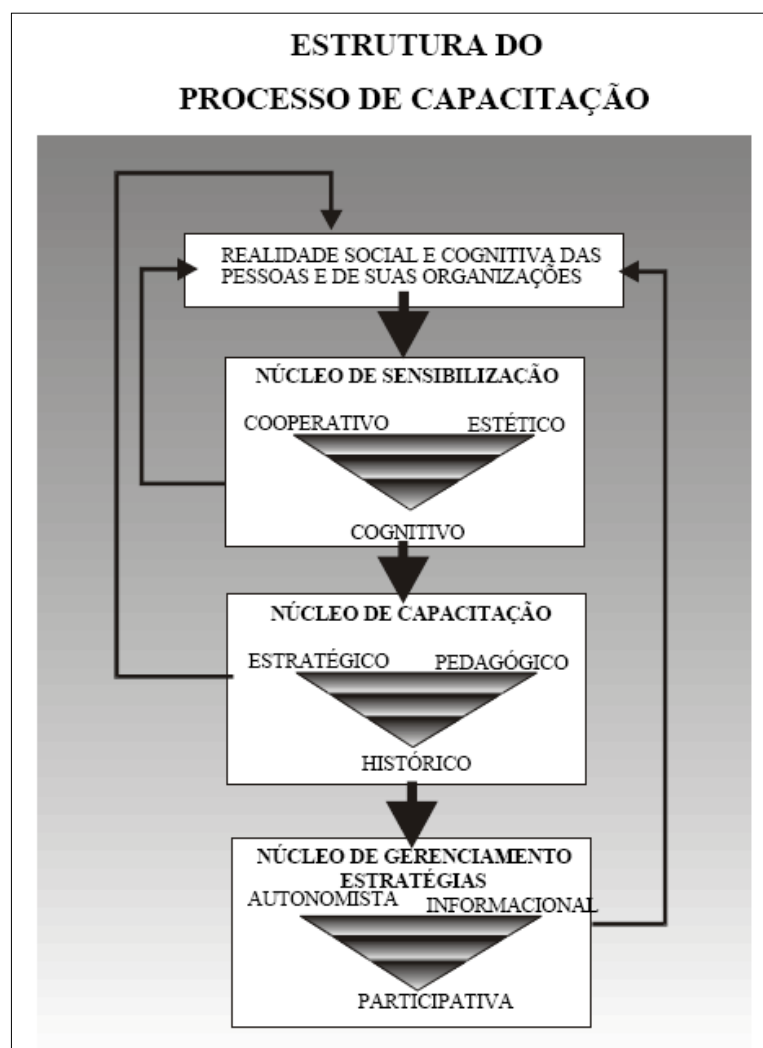 ESTRUTURA DO
PROCESSO DE CAPACITAÇÃO
REALIDADE SOCIAL E COGNITIVA DAS
PESSOAS E DE SUAS ORGANIZAÇÕES
NÚCLEO DE SENSIBILIZAÇÃO
COOPERATIVO
ESTÉTICO
COGNITIVO
NÚCLEO DE CAPACITAÇÃO
ESTRATÉGICO
PEDAGÓGICO
HISTÓRICO
NÚCLEO DE GERENCIAMENTO
ESTRATÉGIAS
AUTONOMISTA
INFORMACIONAL
PARTICIPATIVA